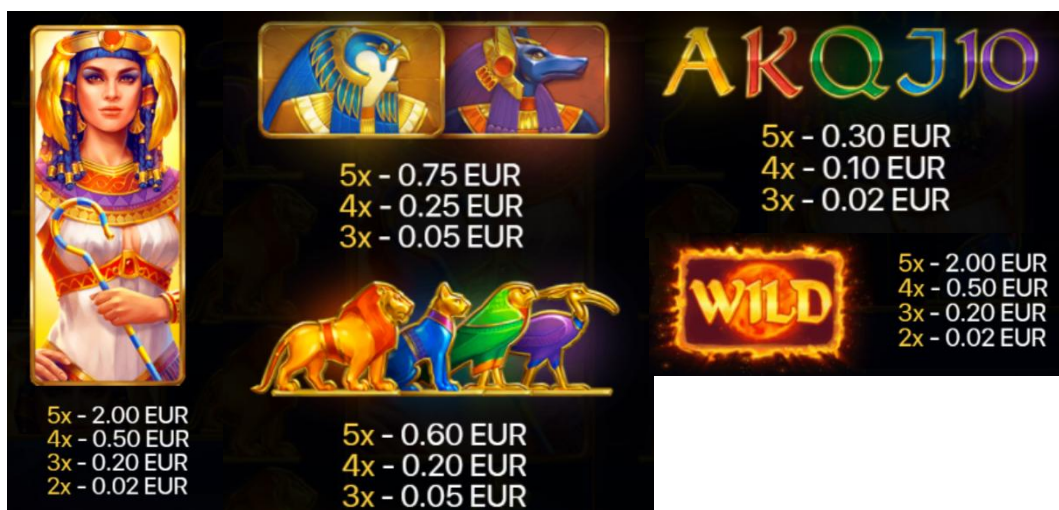 5x - 2.00 EUR
4x - 0.50 EUR
3x - 0.20 EUR
2x - 0.02 EUR
5x - 0.75 EUR
4x - 0.25 EUR
3x - 0.05 EUR
5x - 0.60 EUR
4x - 0.20 EUR
3x - 0.05 EUR
A K Q J 10
5x - 0.30 EUR
4x - 0.10 EUR
3x - 0.02 EUR
WILD
5x - 2.00 EUR
4x - 0.50 EUR
3x - 0.20 EUR
2x - 0.02 EUR